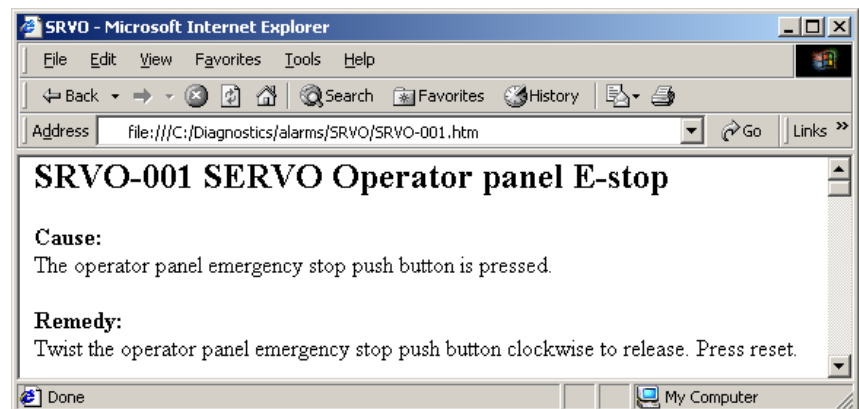 SRVO - Microsoft Internet Explorer
File Edit View Favorites Tools Help
Back Search Favorites History
Address file:///C:/Diagnostics/alarms/SRVO/SRVO-001.htm Go Links »
SRVO-001 SERVO Operator panel E-stop
Cause:
The operator panel emergency stop push button is pressed.
Remedy:
Twist the operator panel emergency stop push button clockwise to release. Press reset.
Done My Computer